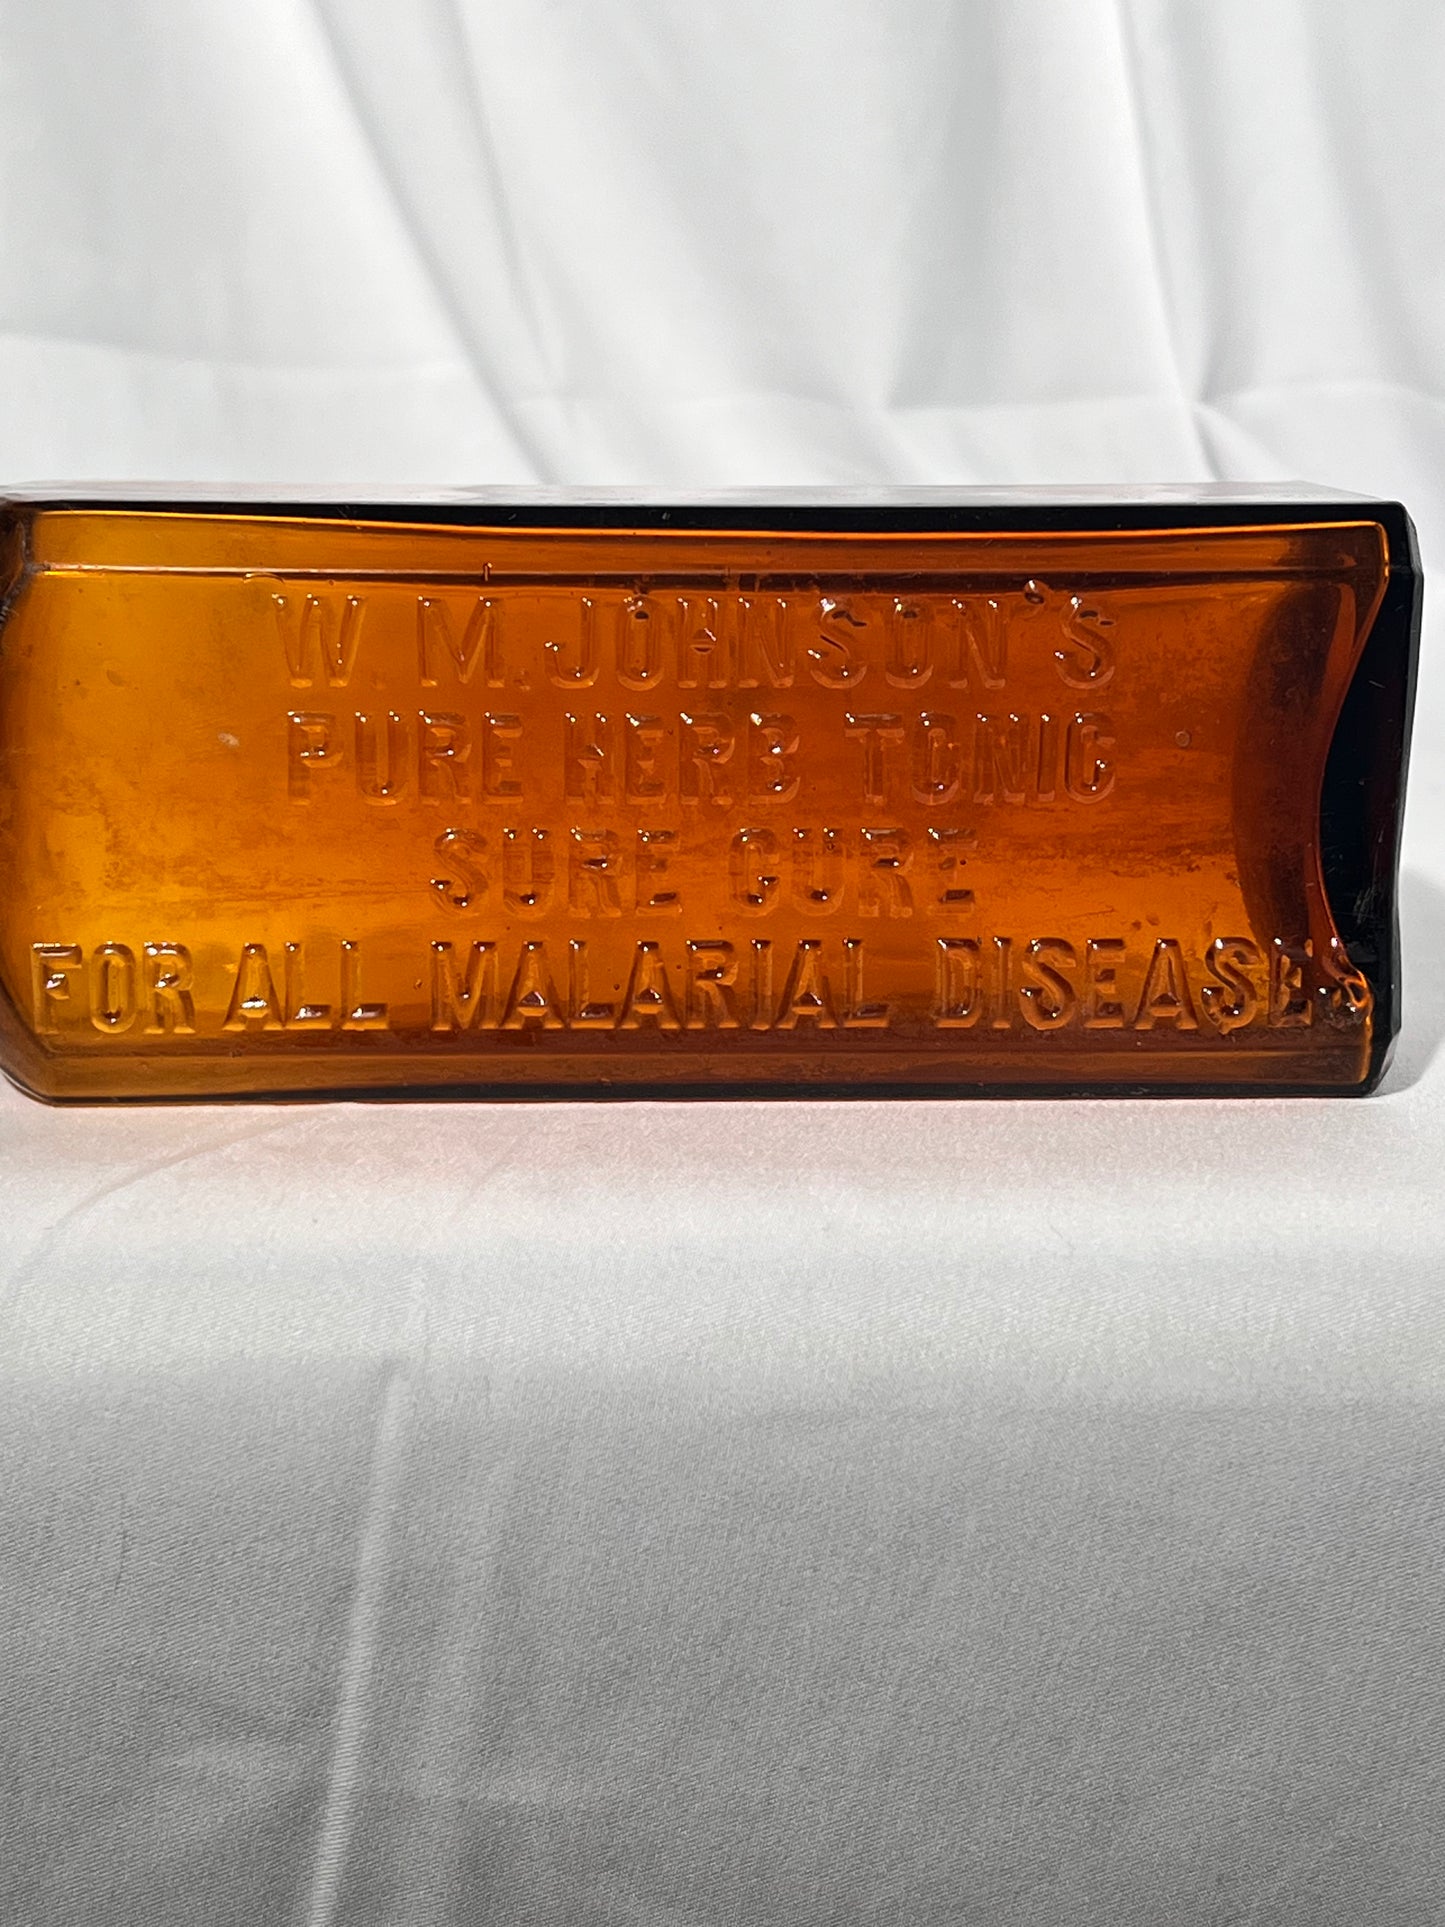 W. M. JOHNSON'S
PURE HERB TONIC
SURE CURE
FOR ALL MALARIAL DISEASES